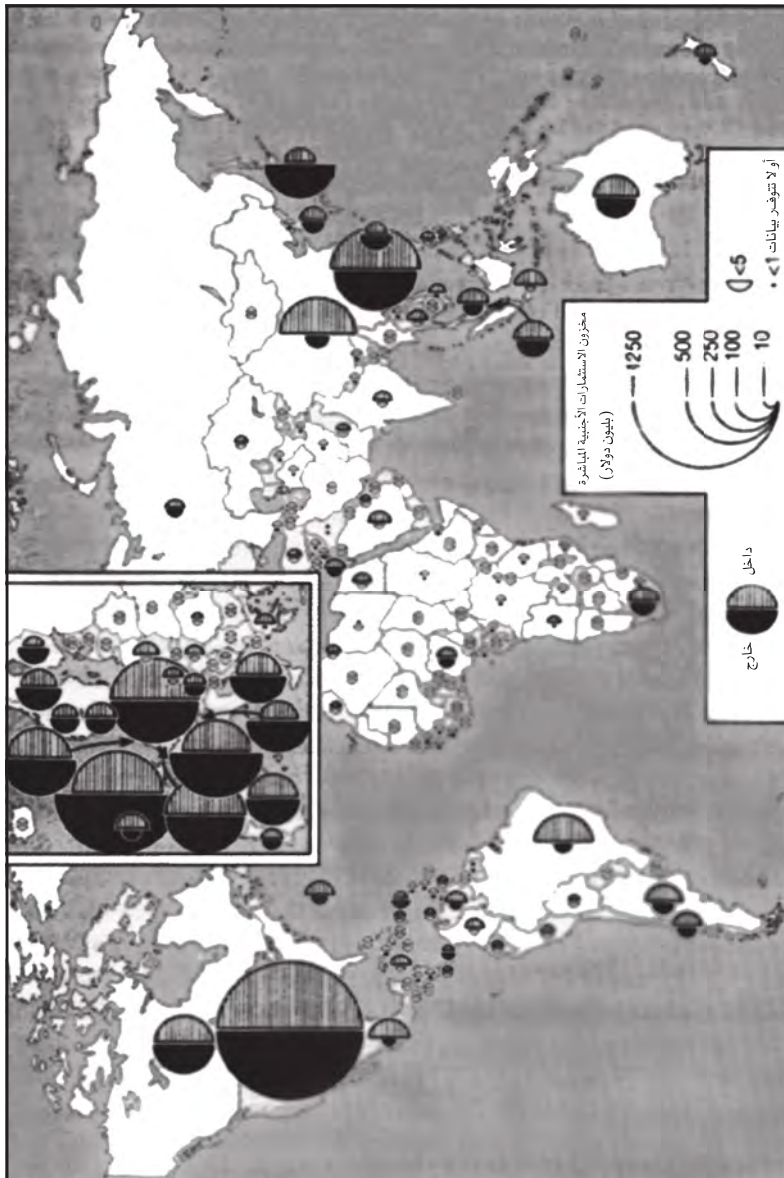 مخزون الاستثمارات الأجنبية المباشرة
(بليون دولار)
1250
500
250
100
10
<5
• <1 أو لا تتوفر بيانات
داخل
خارج